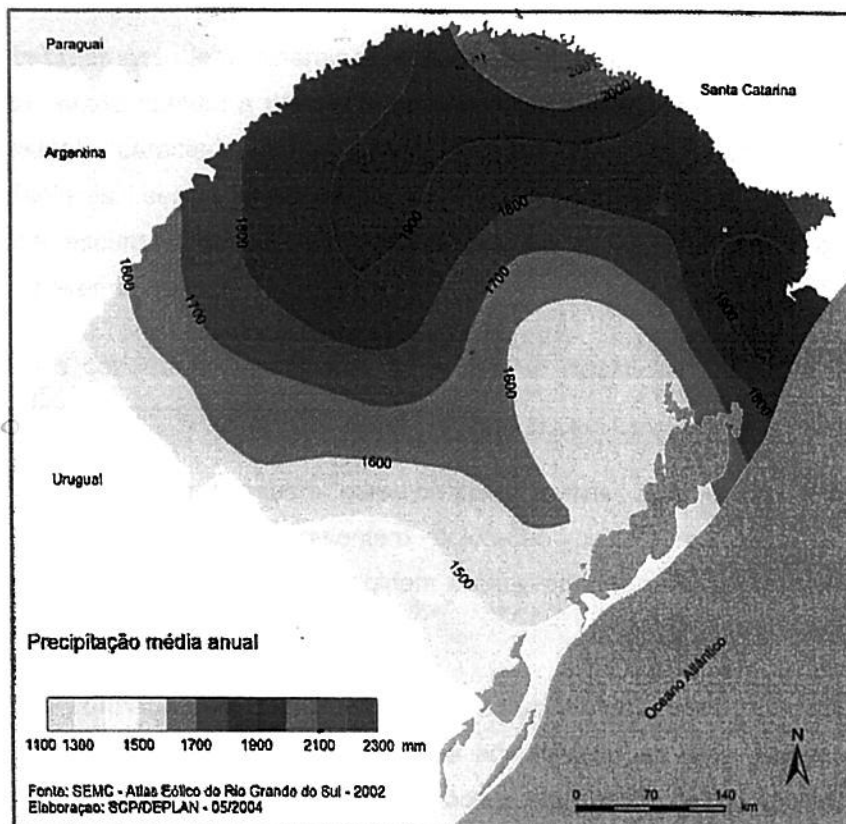 Paraguai
Santa Catarina
Argentina
2000
1900
1800
1800
1700
1600
1700
1900
1800
1600
1600
Uruguai
1500
Precipitação média anual
Oceano Atlântico
N
1100 1300 1500 1700 1900 2100 2300 mm
Fonte: SEMC - Atlas Eólico do Rio Grande do Sul - 2002
Elaboraçao: SCP/DEPLAN - 05/2004
0 70 140
km